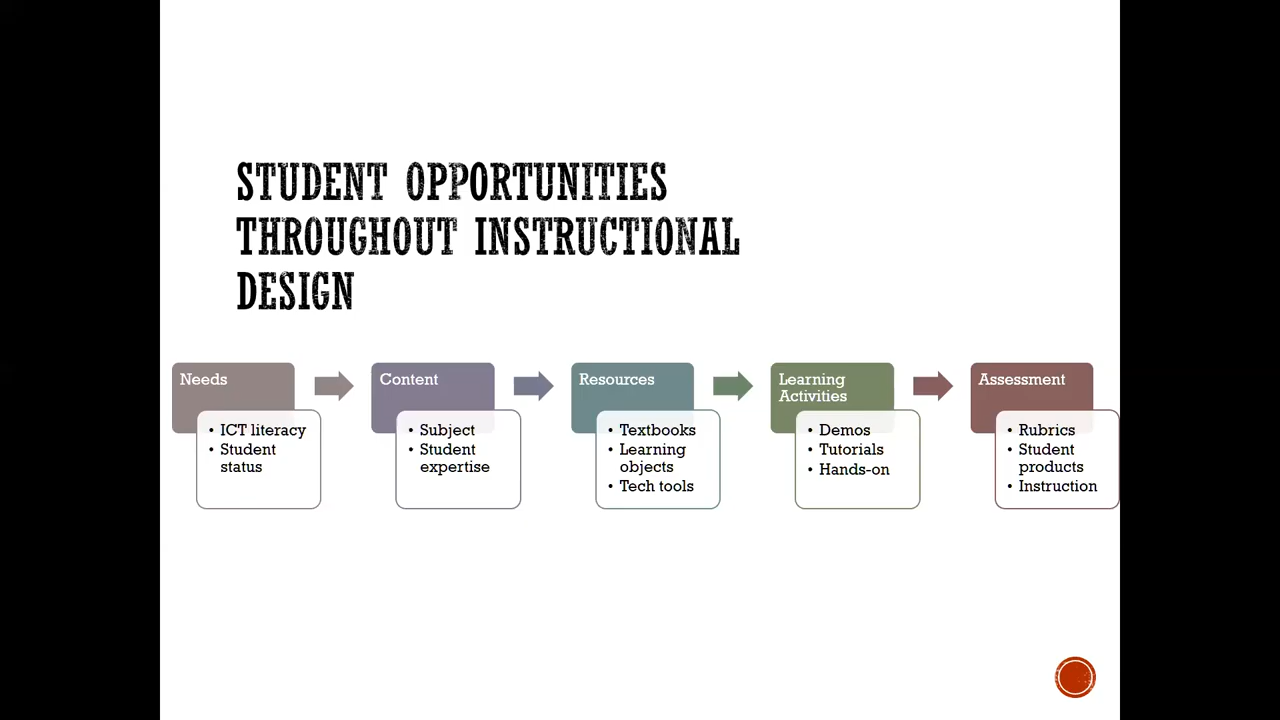 STUDENT OPPORTUNITIES
THROUGHOUT INSTRUCTIONAL
DESIGN
Needs
• ICT literacy
• Student
status
Content
• Subject
• Student
expertise
Resources
• Textbooks
• Learning
objects
• Tech tools
Learning
Activities
• Demos
• Tutorials
• Hands-on
Assessment
• Rubrics
• Student
products
• Instruction